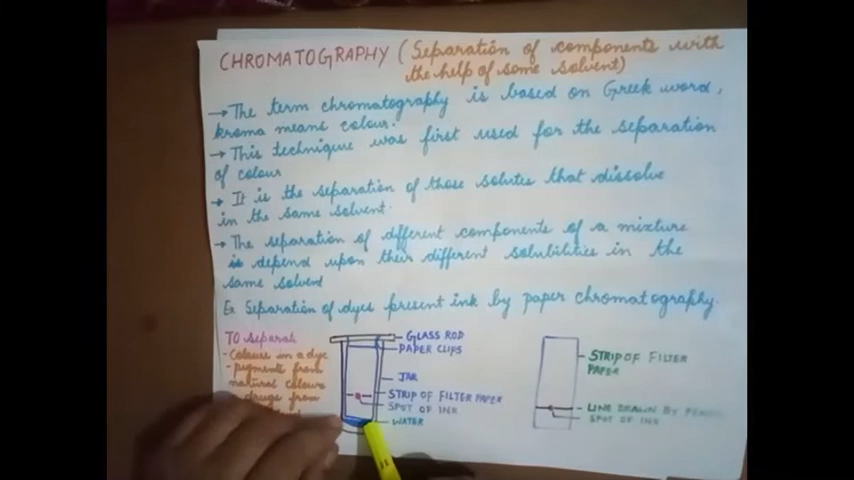 CHROMATOGRAPHY (Separation of components with
the help of some solvent)
→ The term chromatography is based on Greek word,
kroma means colour.
→ This technique was first used for the separation
of colour
→ It is the separation of those solutes that dissolve
in the same solvent.
→ The separation of different components of a mixture
is depend upon their different solubilities in the
same solvent
Ex Separation of dyes present ink by paper chromatography.
TO separate
- Colours in a dye
- pigments from
natural colours
drugs from
GLASS ROD
PAPER CLIPS
JAR
STRIP OF FILTER PAPER
SPOT OF INK
WATER
STRIP OF FILTER
PAPER
LINE DRAWN BY PENCIL
SPOT OF INK